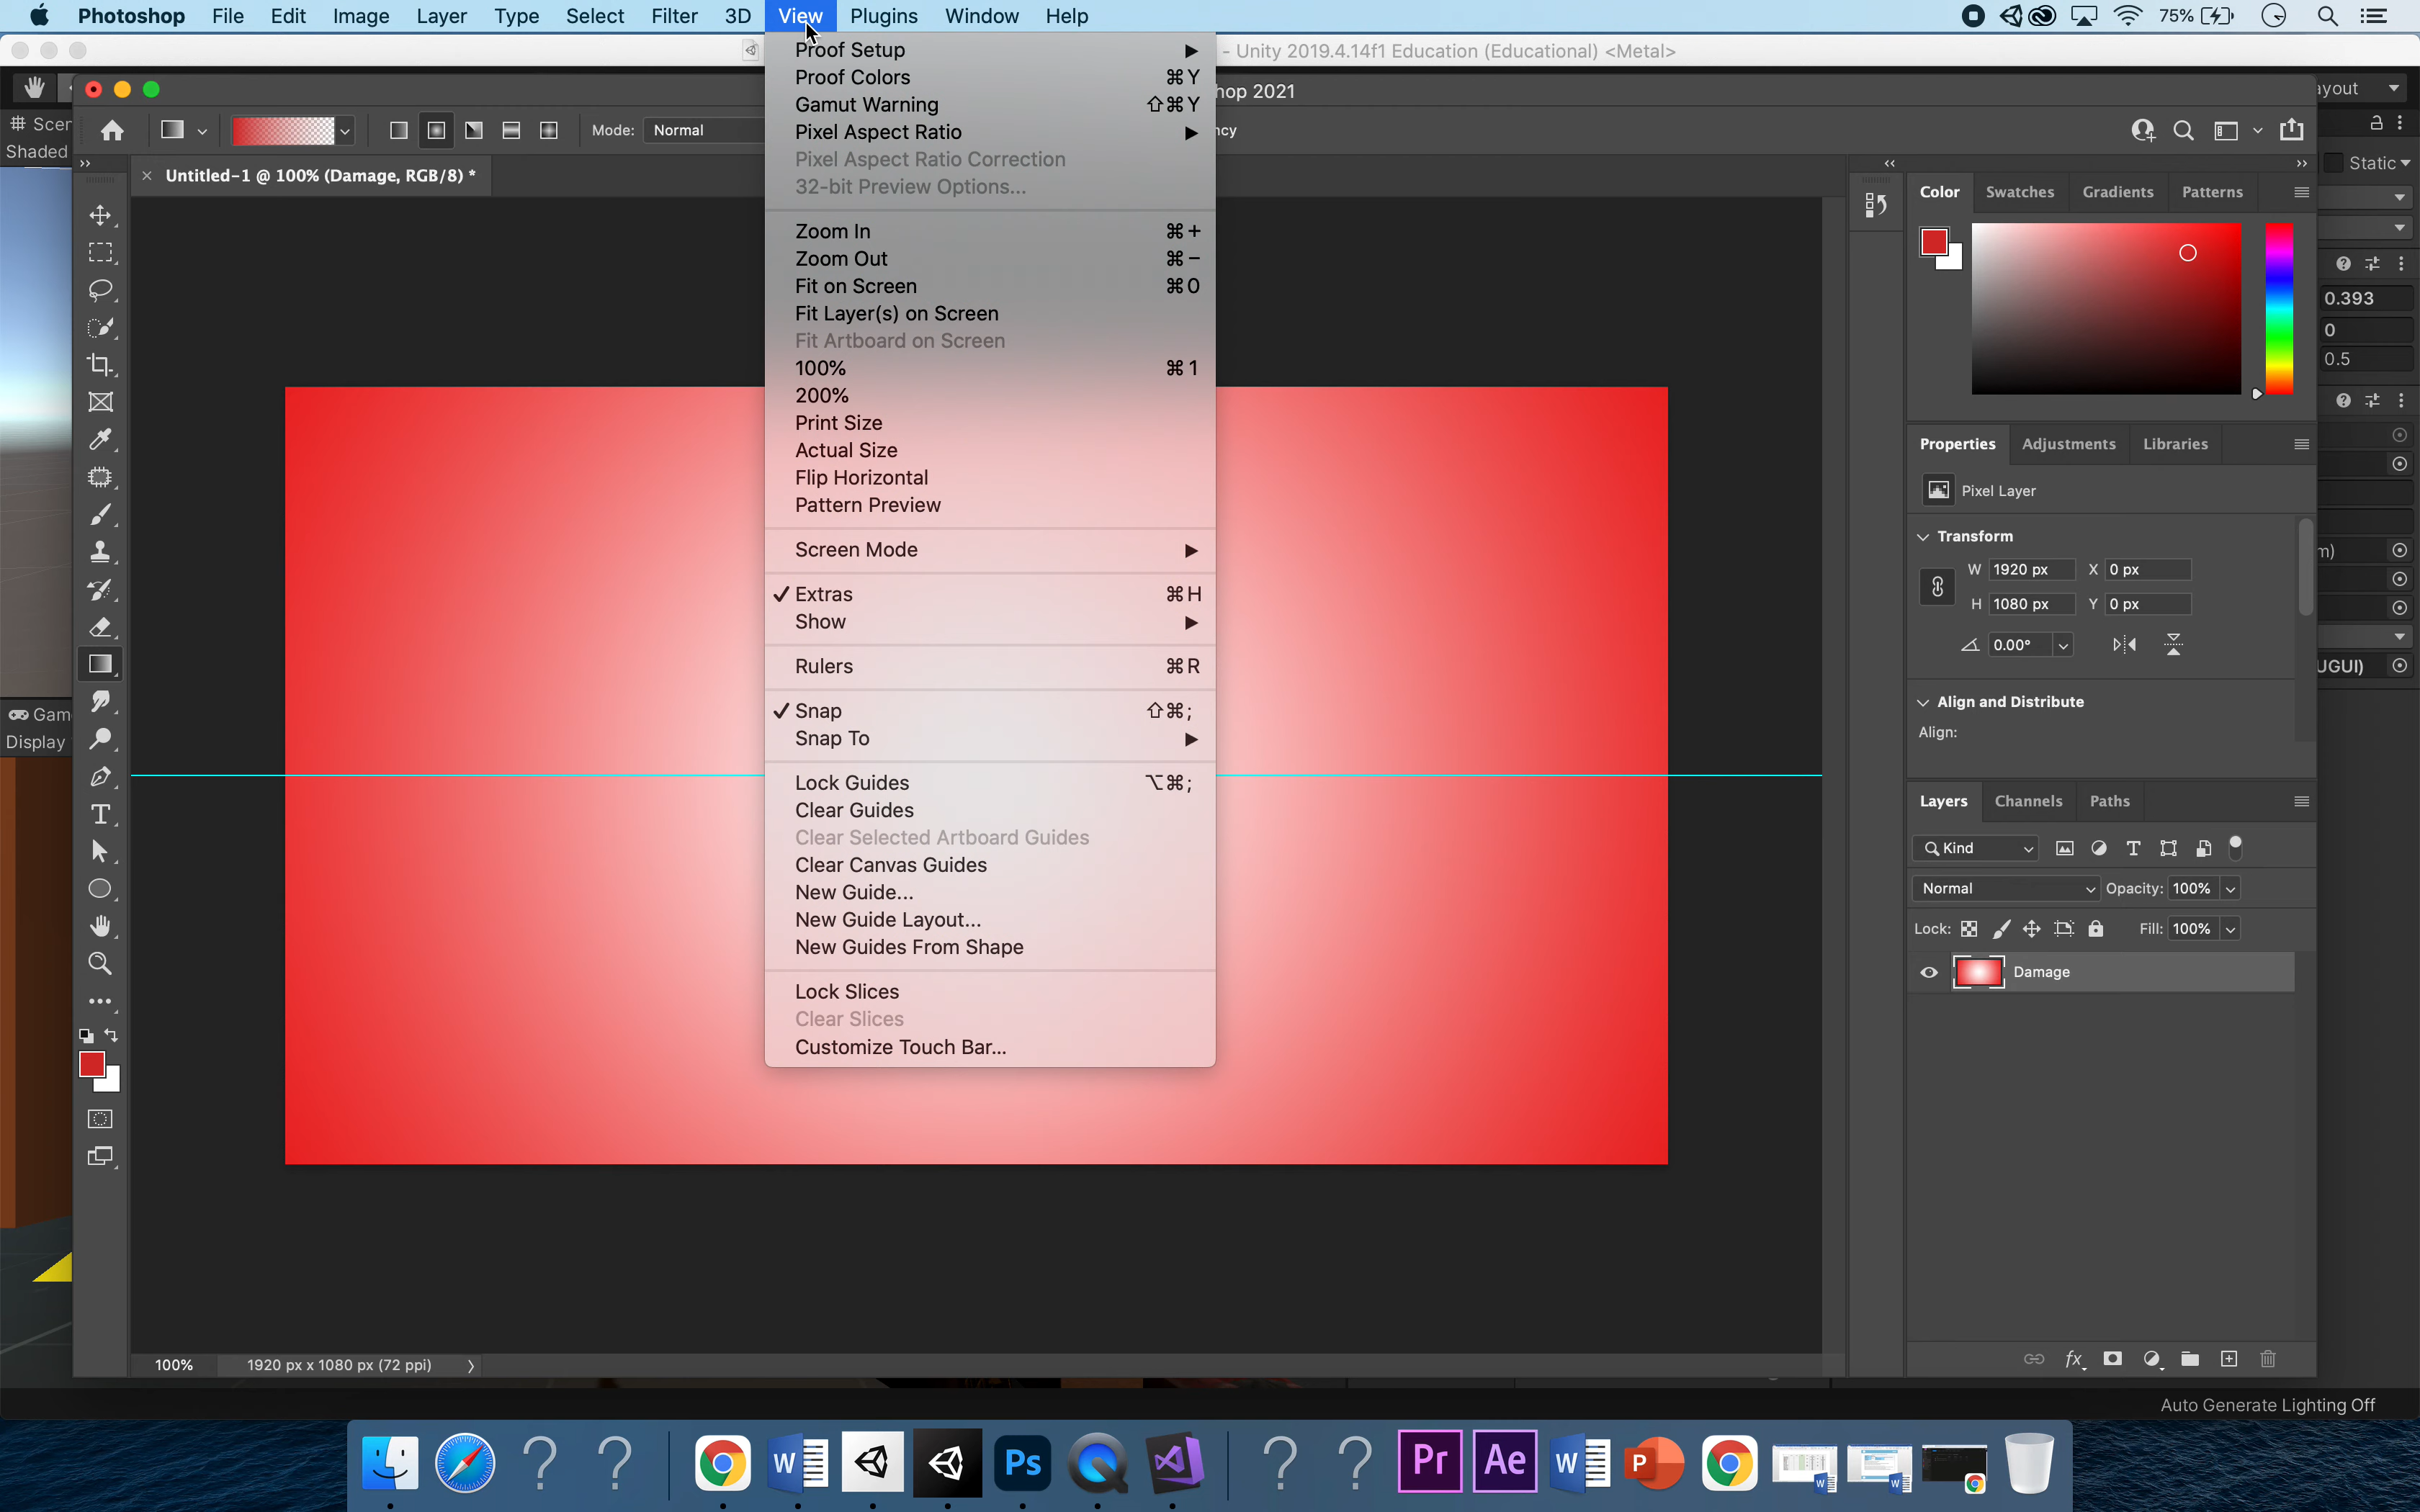 Photoshop File Edit Image Layer Type Select Filter 3D View Plugins Window Help 75%
- Unity 2019.4.14f1 Education (Educational) <Metal>
hop 2021
ayout
# Scen
Shaded
Mode: Normal
ncy
Static
Untitled-1 @ 100% (Damage, RGB/8) *
Proof Setup
Proof Colors ⌘Y
Gamut Warning ⇧⌘Y
Pixel Aspect Ratio
Pixel Aspect Ratio Correction
32-bit Preview Options...
Zoom In ⌘+
Zoom Out ⌘−
Fit on Screen ⌘0
Fit Layer(s) on Screen
Fit Artboard on Screen
100% ⌘1
200%
Print Size
Actual Size
Flip Horizontal
Pattern Preview
Screen Mode
✓ Extras ⌘H
Show
Rulers ⌘R
✓ Snap ⇧⌘;
Snap To
Lock Guides ⌥⌘;
Clear Guides
Clear Selected Artboard Guides
Clear Canvas Guides
New Guide...
New Guide Layout...
New Guides From Shape
Lock Slices
Clear Slices
Customize Touch Bar...
Color Swatches Gradients Patterns
0.393
0
0.5
Properties Adjustments Libraries
Pixel Layer
Transform
W 1920 px X 0 px
H 1080 px Y 0 px
0.00°
m)
UGUI)
Align and Distribute
Align:
Layers Channels Paths
Kind
Normal Opacity: 100%
Lock: Fill: 100%
Damage
Gam
Display
100% 1920 px x 1080 px (72 ppi)
Auto Generate Lighting Off
W Ps Pr Ae W P